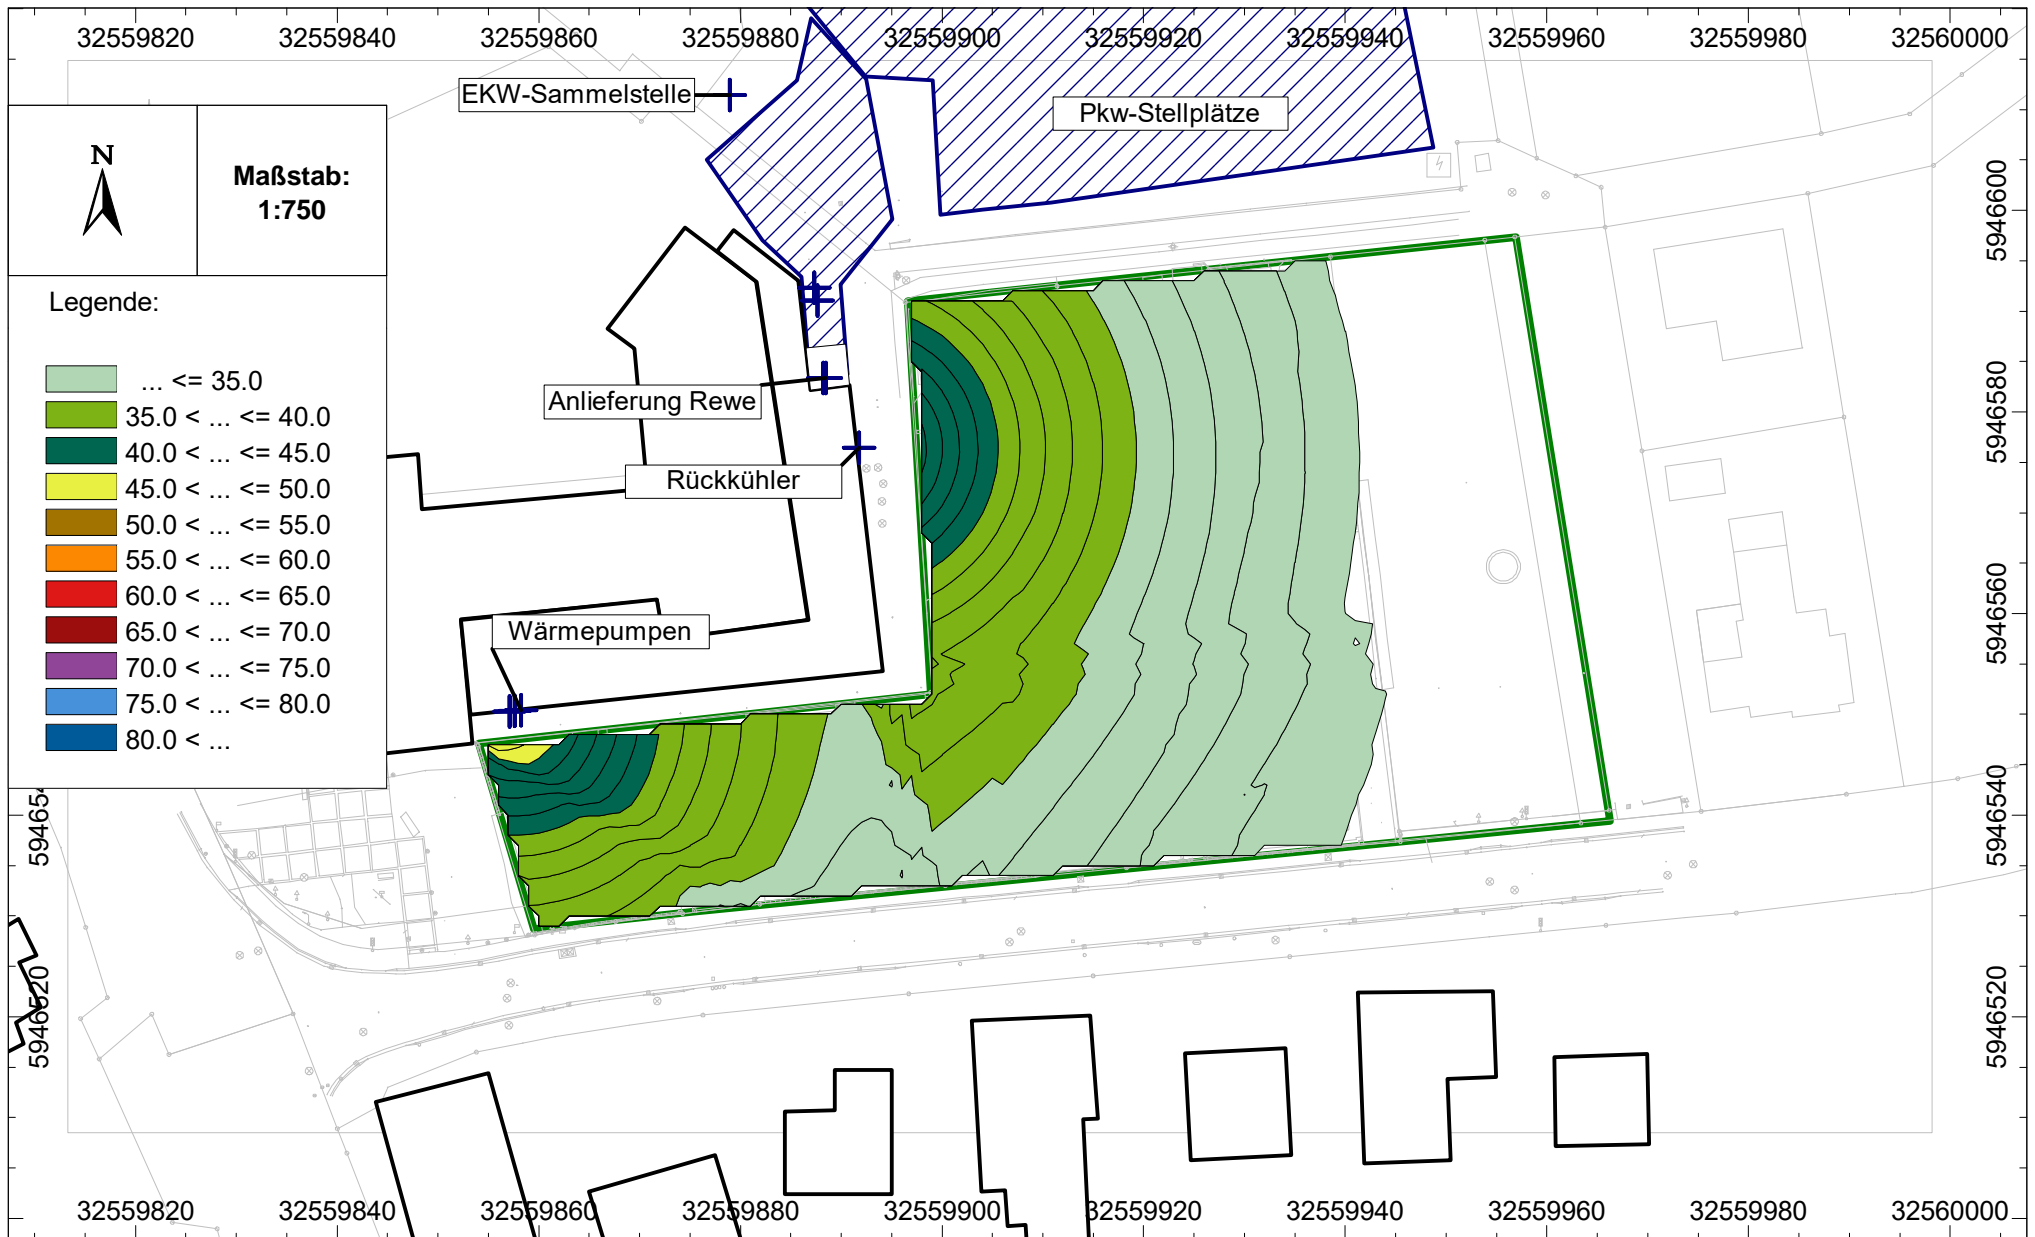 32559820 32559840 32559860 32559880 32559900 32559920 32559940 32559960 32559980 32560000
EKW-Sammelstelle
Pkw-Stellplätze
N
Maßstab:
1:750
Legende:
... <= 35.0
35.0 < ... <= 40.0
40.0 < ... <= 45.0
45.0 < ... <= 50.0
50.0 < ... <= 55.0
55.0 < ... <= 60.0
60.0 < ... <= 65.0
65.0 < ... <= 70.0
70.0 < ... <= 75.0
75.0 < ... <= 80.0
80.0 < ...
Anlieferung Rewe
Rückkühler
Wärmepumpen
5946600
5946580
5946560
5946540
5946520
594654
5946520
32559820 32559840 32559860 32559880 32559900 32559920 32559940 32559960 32559980 32560000